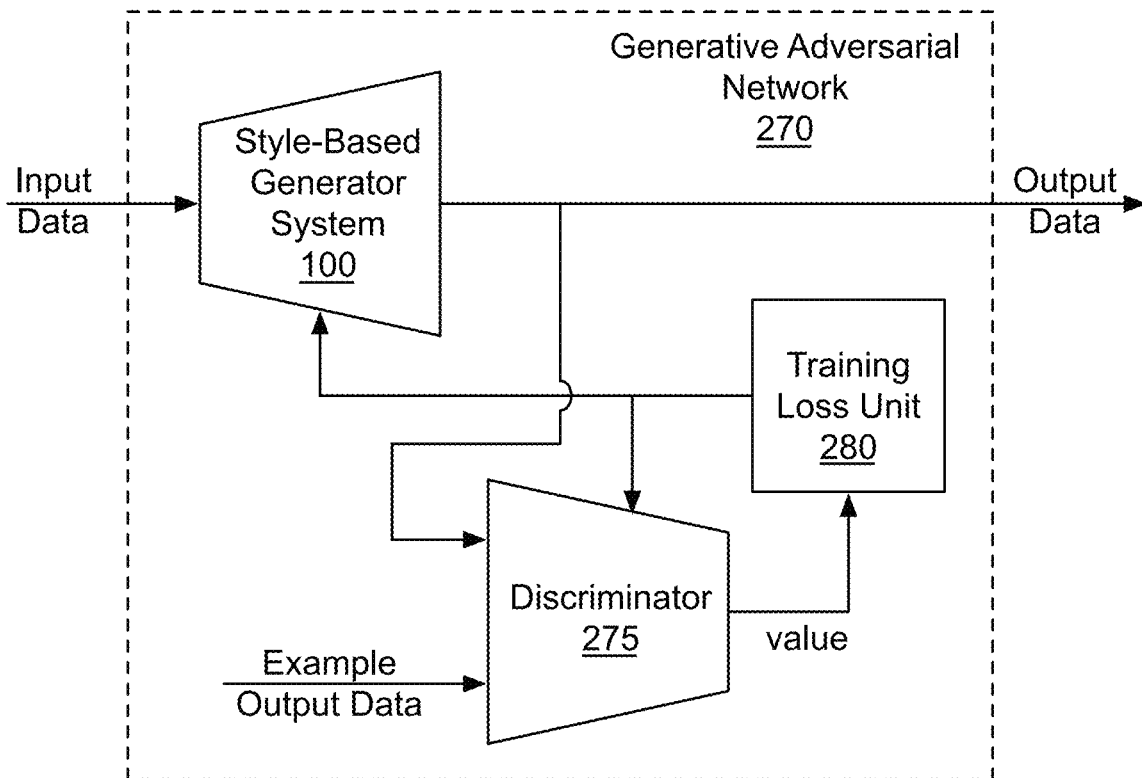 Generative Adversarial
Network
270
Style-Based
Generator
System
100
Input
Data
Output
Data
Training
Loss Unit
280
Discriminator
275
value
Example
Output Data